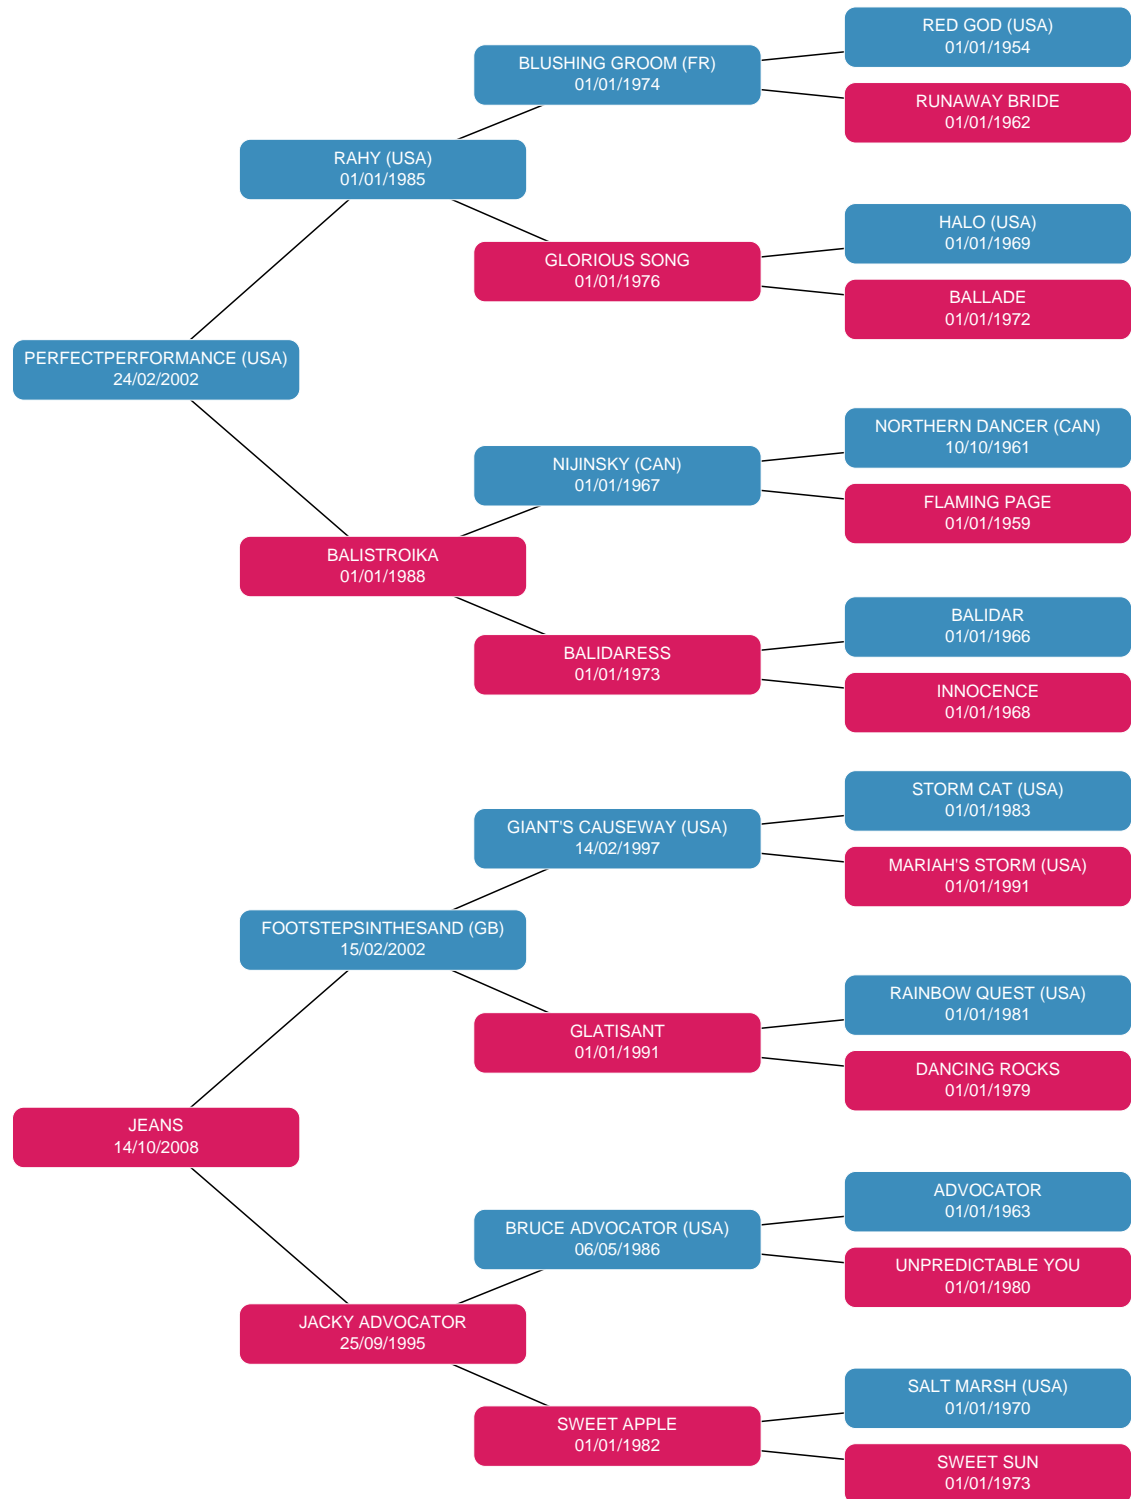 RED GOD (USA)
01/01/1954
BLUSHING GROOM (FR)
01/01/1974
RUNAWAY BRIDE
01/01/1962
RAHY (USA)
01/01/1985
HALO (USA)
01/01/1969
GLORIOUS SONG
01/01/1976
BALLADE
01/01/1972
PERFECTPERFORMANCE (USA)
24/02/2002
NORTHERN DANCER (CAN)
10/10/1961
NIJINSKY (CAN)
01/01/1967
FLAMING PAGE
01/01/1959
BALISTROIKA
01/01/1988
BALIDAR
01/01/1966
BALIDARESS
01/01/1973
INNOCENCE
01/01/1968
STORM CAT (USA)
01/01/1983
GIANT'S CAUSEWAY (USA)
14/02/1997
MARIAH'S STORM (USA)
01/01/1991
FOOTSTEPSINTHESAND (GB)
15/02/2002
RAINBOW QUEST (USA)
01/01/1981
GLATISANT
01/01/1991
DANCING ROCKS
01/01/1979
JEANS
14/10/2008
ADVOCATOR
01/01/1963
BRUCE ADVOCATOR (USA)
06/05/1986
UNPREDICTABLE YOU
01/01/1980
JACKY ADVOCATOR
25/09/1995
SALT MARSH (USA)
01/01/1970
SWEET APPLE
01/01/1982
SWEET SUN
01/01/1973